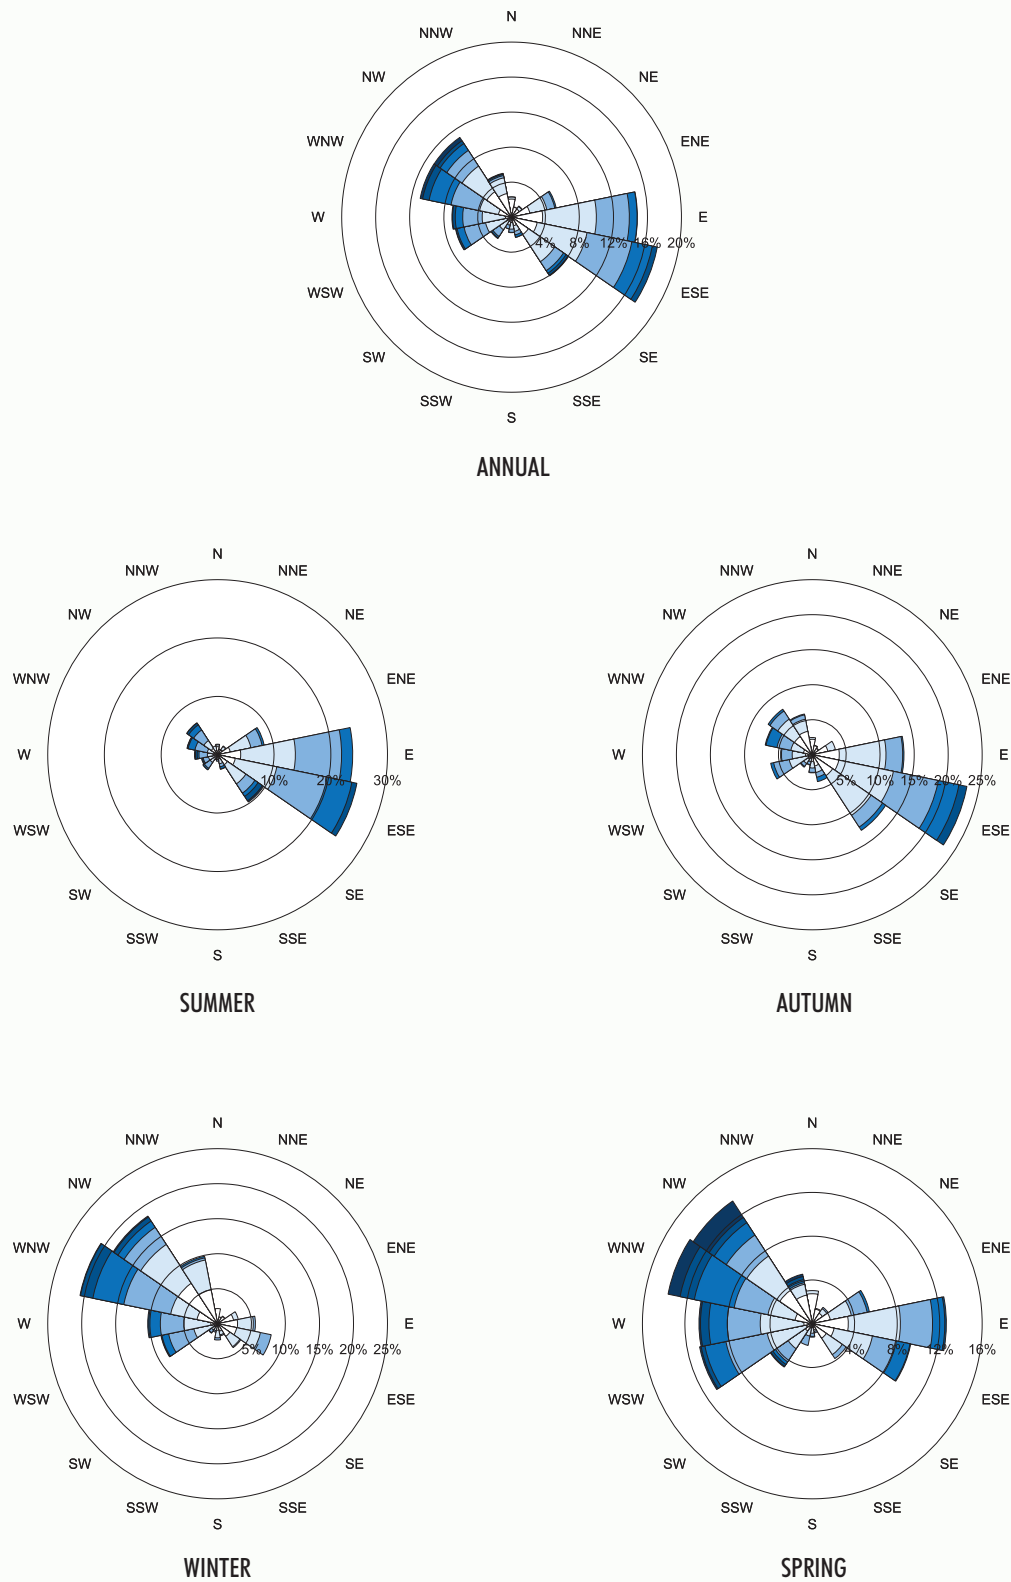 N
NNW NNE
NW NE
WNW ENE
W E
4% 8% 12% 16% 20%
WSW ESE
SW SE
SSW SSE
S
ANNUAL
N
NNW NNE
NW NE
WNW ENE
W E
10% 20% 30%
WSW ESE
SW SE
SSW SSE
S
SUMMER
N
NNW NNE
NW NE
WNW ENE
W E
5% 10% 15% 20% 25%
WSW ESE
SW SE
SSW SSE
S
AUTUMN
N
NNW NNE
NW NE
WNW ENE
W E
5% 10% 15% 20% 25%
WSW ESE
SW SE
SSW SSE
S
WINTER
N
NNW NNE
NW NE
WNW ENE
W E
4% 8% 12% 16%
WSW ESE
SW SE
SSW SSE
S
SPRING